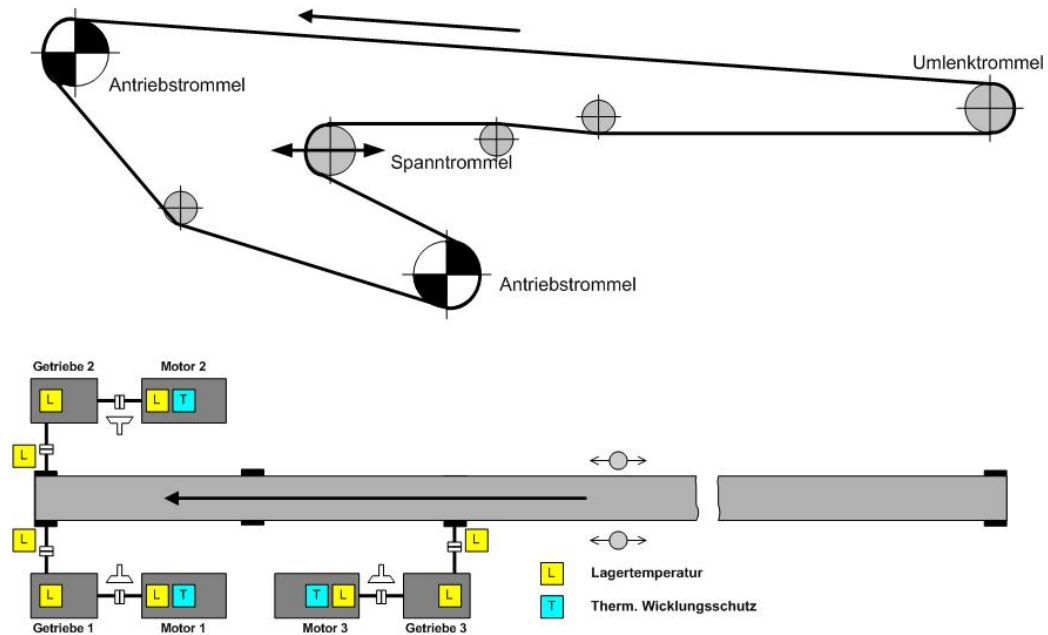 Umlenktrommel
Antriebstrommel
Spanntrommel
Antriebstrommel
Getriebe 2 Motor 2
L L T
L
L L
L Lagertemperatur
L L T T L L
T Therm. Wicklungsschutz
Getriebe 1 Motor 1 Motor 3 Getriebe 3